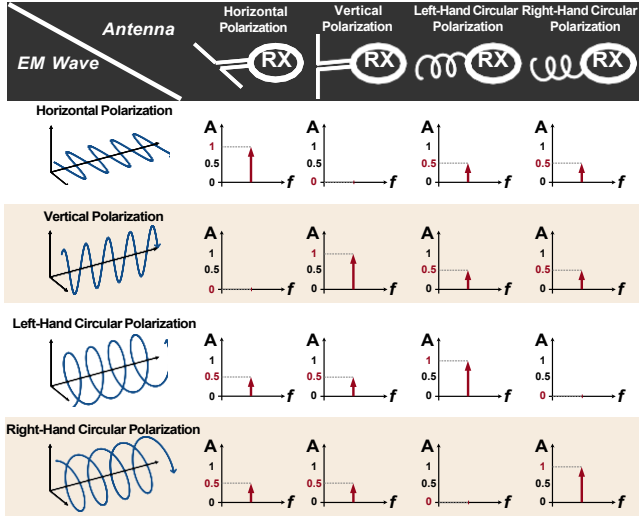 Antenna
EM Wave
Horizontal
Polarization
RX
Vertical
Polarization
RX
Left-Hand Circular
Polarization
RX
Right-Hand Circular
Polarization
RX
Horizontal Polarization
A
1
0.5
0
f
A
1
0.5
0
f
A
1
0.5
0
f
A
1
0.5
0
f
Vertical Polarization
A
1
0.5
0
f
A
1
0.5
0
f
A
1
0.5
0
f
A
1
0.5
0
f
Left-Hand Circular Polarization
A
1
0.5
0
f
A
1
0.5
0
f
A
1
0.5
0
f
A
1
0.5
0
f
Right-Hand Circular Polarization
A
1
0.5
0
f
A
1
0.5
0
f
A
1
0.5
0
f
A
1
0.5
0
f